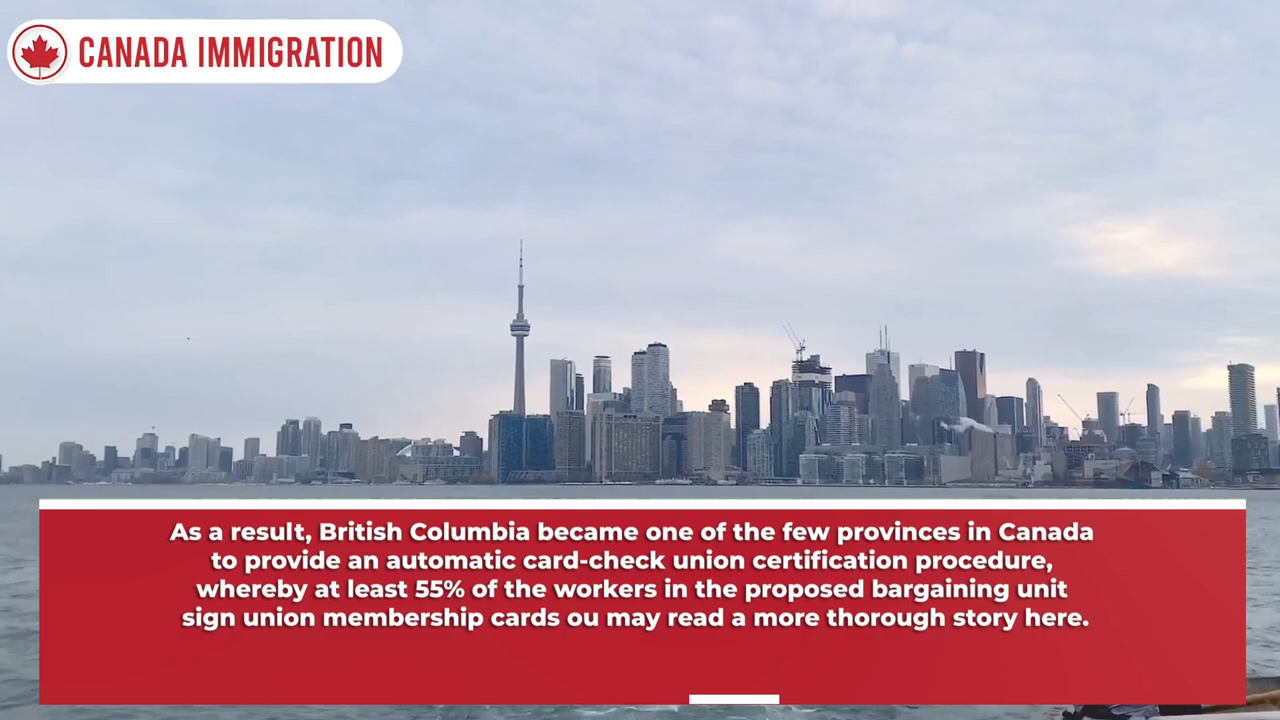 CANADA IMMIGRATION
As a result, British Columbia became one of the few provinces in Canada
to provide an automatic card-check union certification procedure,
whereby at least 55% of the workers in the proposed bargaining unit
sign union membership cards ou may read a more thorough story here.